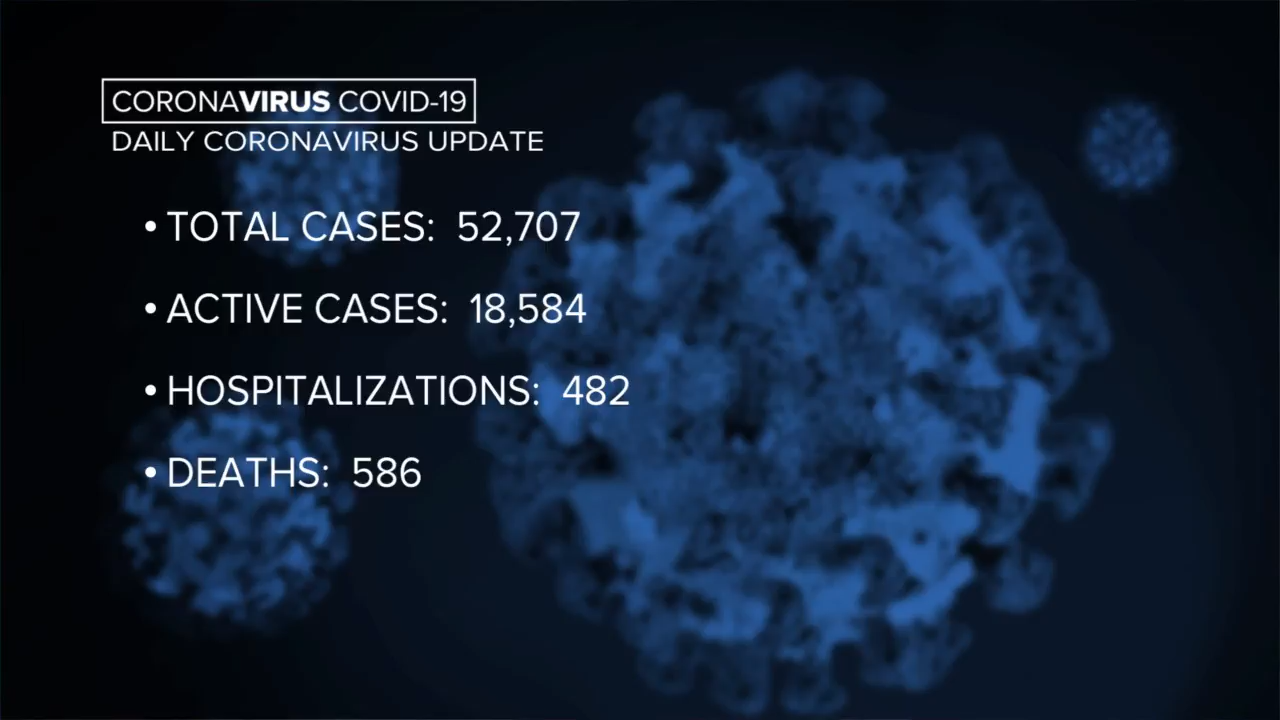 CORONAVIRUS COVID-19
DAILY CORONAVIRUS UPDATE
• TOTAL CASES: 52,707
• ACTIVE CASES: 18,584
• HOSPITALIZATIONS: 482
• DEATHS: 586